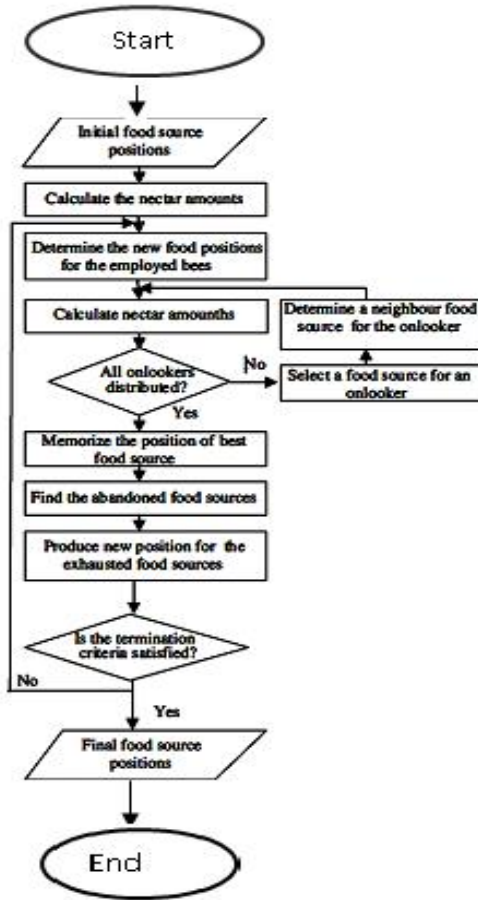 Start
Initial food source
positions
Calculate the nectar amounts
Determine the new food positions
for the employed bees
Calculate nectar amounths
Determine a neighbour food
source for the onlooker
All onlookers
distributed?
No
Select a food source for an
onlooker
Yes
Memorize the position of best
food source
Find the abandoned food sources
Produce new position for the
exhausted food sources
Is the termination
criteria satisfied?
No
Yes
Final food source
positions
End